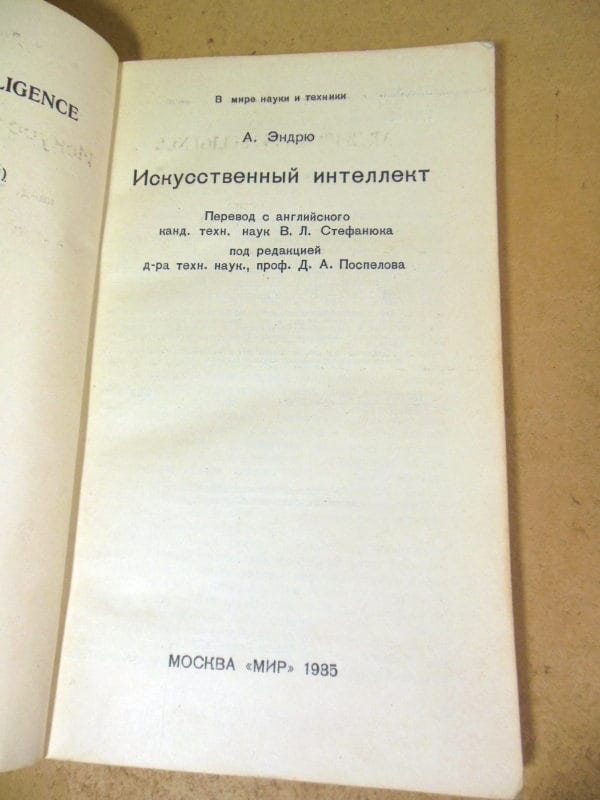 LIGENCE
В мире науки и техники
А. Эндрю
Искусственный интеллект
Перевод с английского
канд. техн. наук В. Л. Стефанюка
под редакцией
д-ра техн. наук., проф. Д. А. Поспелова
МОСКВА «МИР» 1985